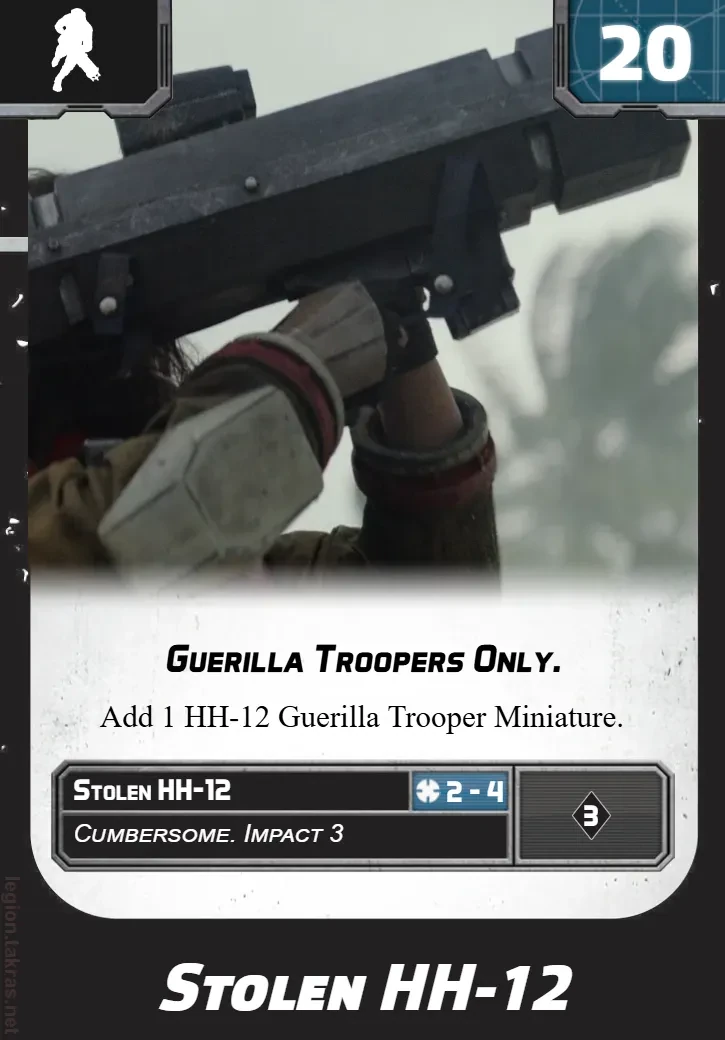 20
Guerilla Troopers Only.
Add 1 HH-12 Guerilla Trooper Miniature.
Stolen HH-12
2 - 4
Cumbersome. Impact 3
3
legion.takras.net
Stolen HH-12